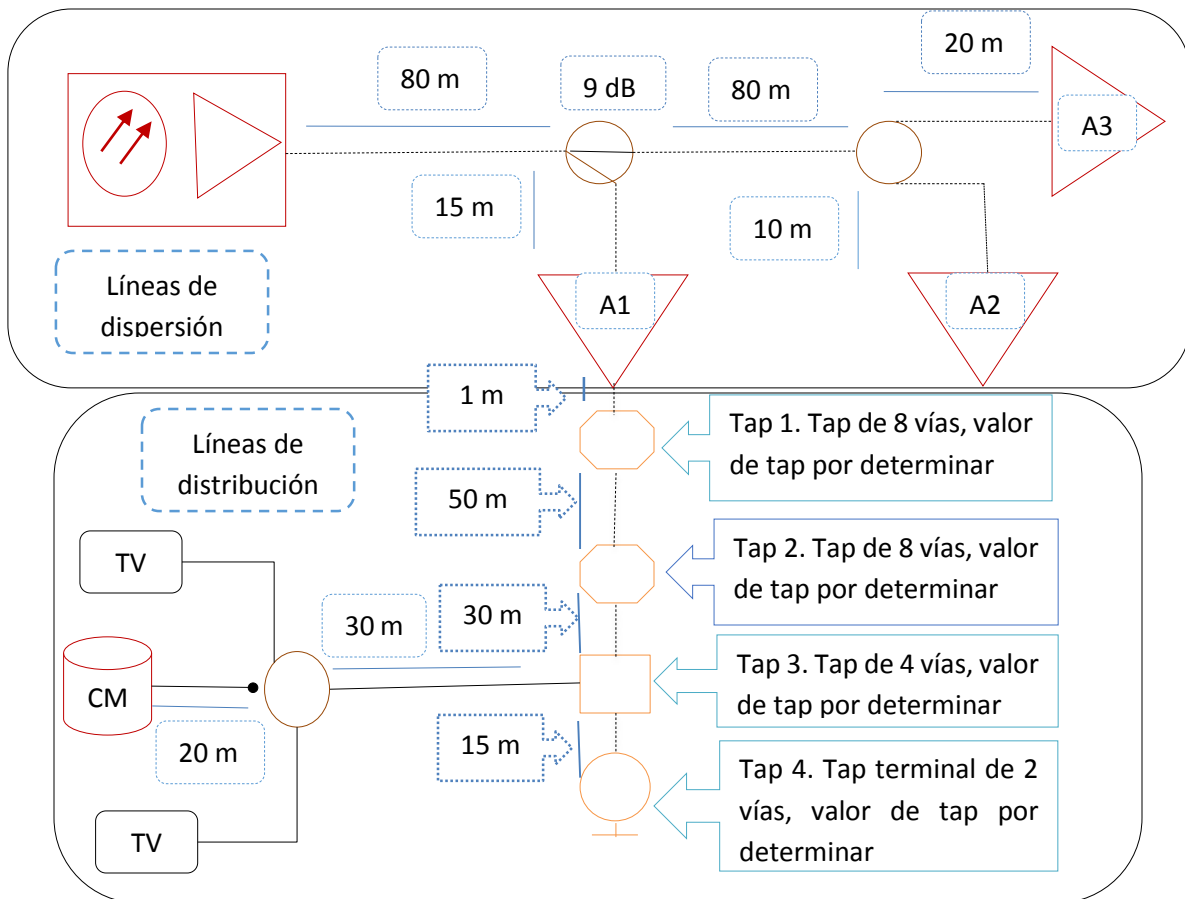 20 m
80 m
9 dB
80 m
A3
15 m
10 m
Líneas de
dispersión
A1
A2
1 m
Líneas de
distribución
Tap 1. Tap de 8 vías, valor
de tap por determinar
50 m
TV
Tap 2. Tap de 8 vías, valor
de tap por determinar
30 m
30 m
CM
Tap 3. Tap de 4 vías, valor
de tap por determinar
20 m
15 m
Tap 4. Tap terminal de 2
vías, valor de tap por
determinar
TV